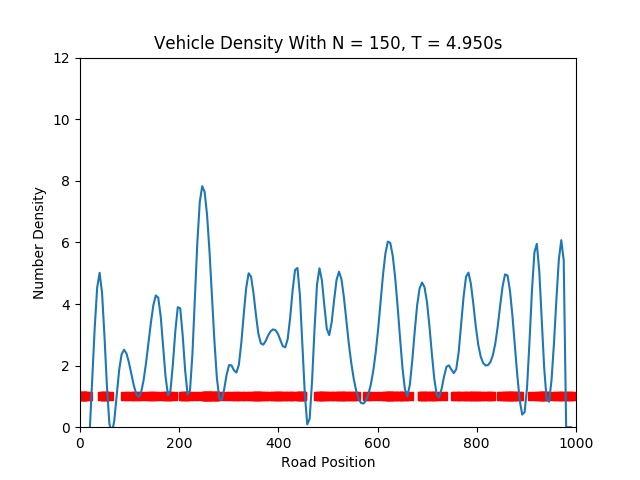 Vehicle Density With N = 150, T = 4.950s
12
10
8
6
4
2
0
Number Density
0 200 400 600 800 1000
Road Position